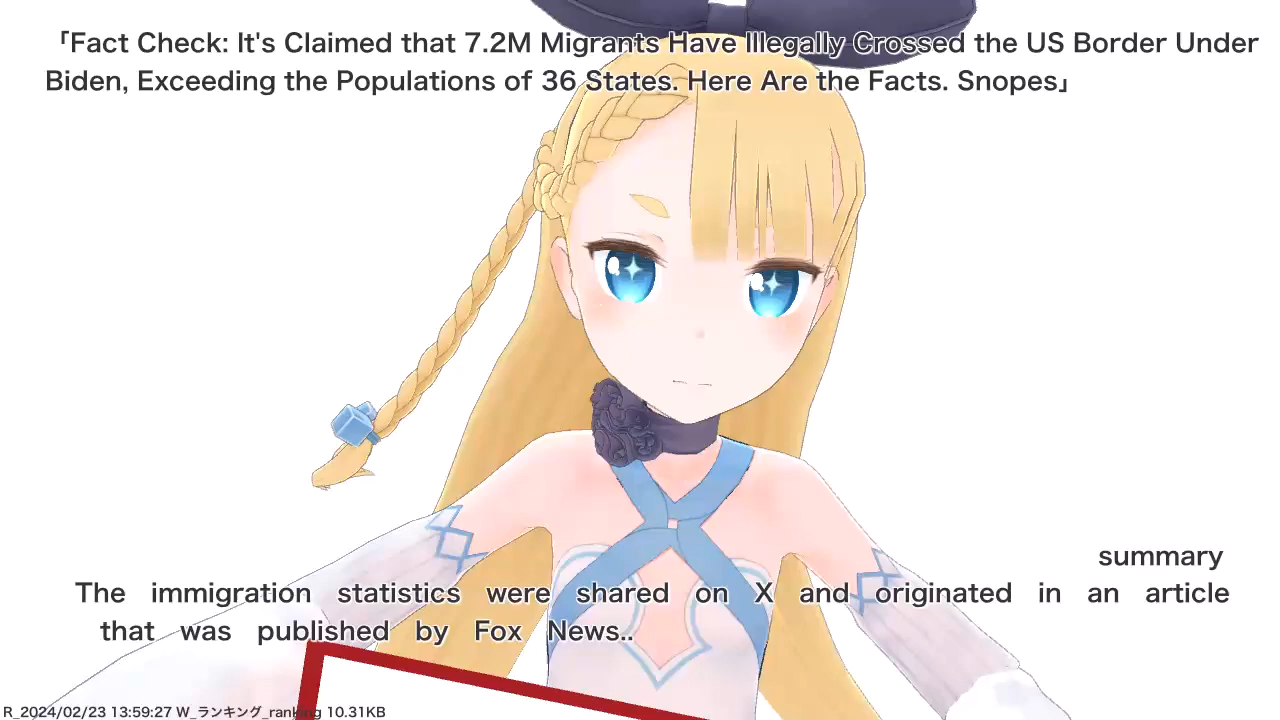 「Fact Check: It's Claimed that 7.2M Migrants Have Illegally Crossed the US Border Under
Biden, Exceeding the Populations of 36 States. Here Are the Facts. Snopes」
summary
The immigration statistics were shared on X and originated in an article
that was published by Fox News..
R_2024/02/23 13:59:27 W_ランキング_ranking 10.31KB